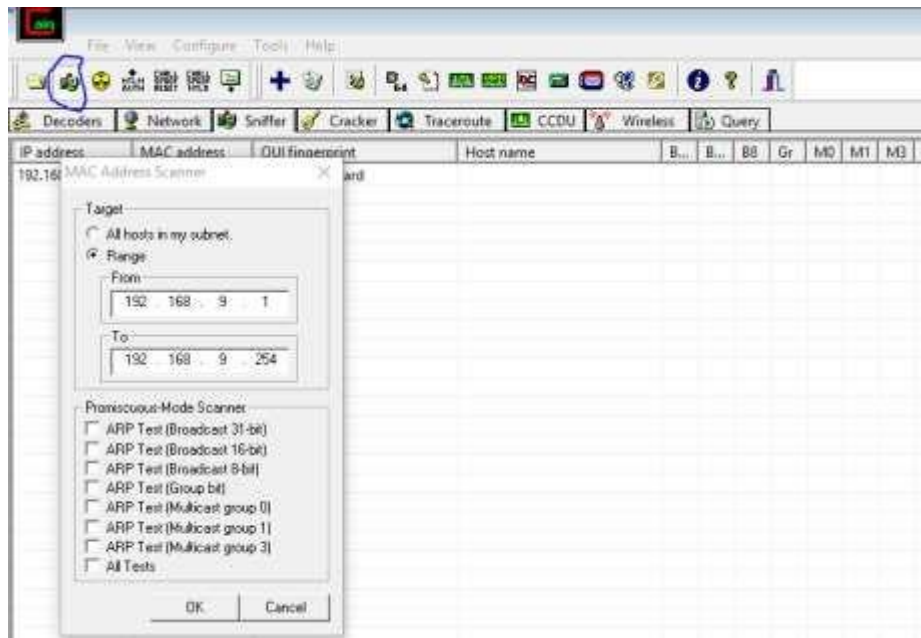 Cain
File View Configure Tools Help
Decoders Network Sniffer Cracker Traceroute CCDU Wireless Query
IP address MAC address OUI fingerprint Host name B... B... B8 Gr M0 M1 M3
192.168
ard
MAC Address Scanner
Target
All hosts in my subnet.
Range
From
192 . 168 . 9 . 1
To
192 . 168 . 9 . 254
Promiscuous-Mode Scanner
ARP Test (Broadcast 31-bit)
ARP Test (Broadcast 16-bit)
ARP Test (Broadcast 8-bit)
ARP Test (Group bit)
ARP Test (Multicast group 0)
ARP Test (Multicast group 1)
ARP Test (Multicast group 3)
All Tests
OK Cancel